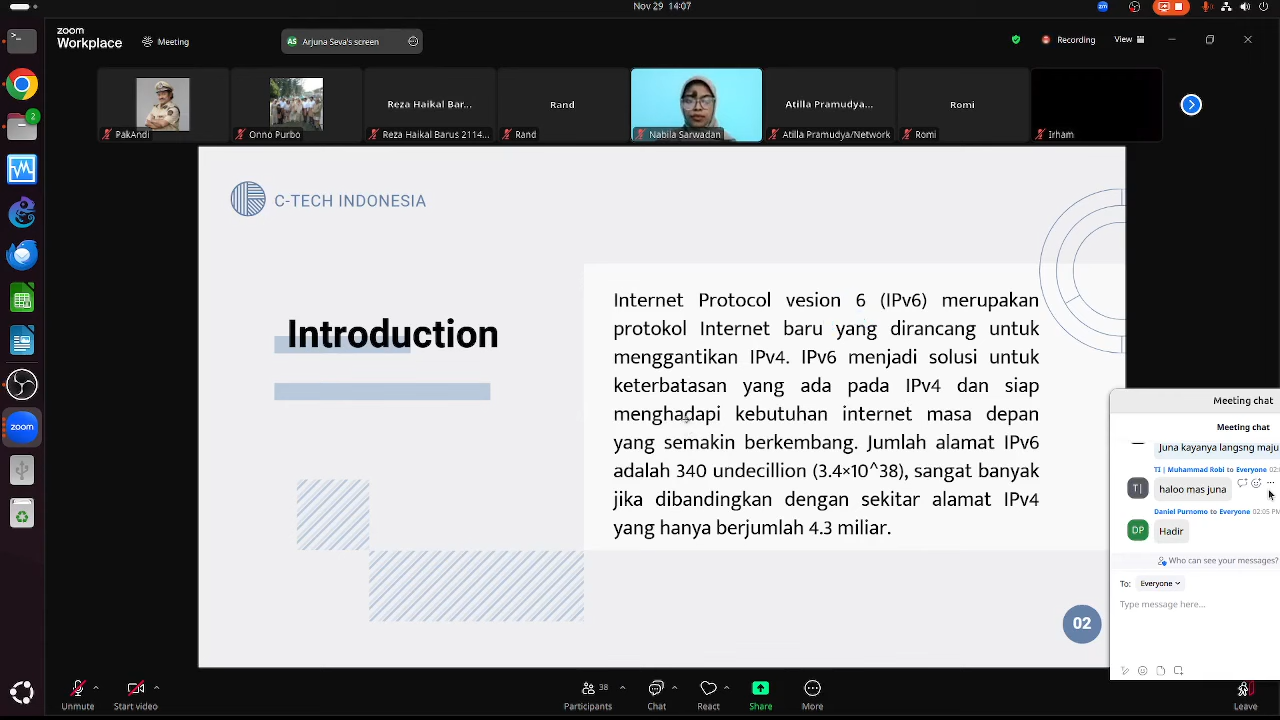 Nov 29 14:07
zoom
Workplace
Meeting
AS Arjuna Seva's screen
Recording
View
Reza Haikal Bar...
Rand
Atilla Pramudya...
Romi
PakAndi
Onno Purbo
Reza Haikal Barus 2114...
Rand
Nabila Sarwadan
Atilla Pramudya/Network
Romi
Irham
C-TECH INDONESIA
Introduction
Internet Protocol vesion 6 (IPv6) merupakan
protokol Internet baru yang dirancang untuk
menggantikan IPv4. IPv6 menjadi solusi untuk
keterbatasan yang ada pada IPv4 dan siap
menghadapi kebutuhan internet masa depan
yang semakin berkembang. Jumlah alamat IPv6
adalah 340 undecillion (3.4×10^38), sangat banyak
jika dibandingkan dengan sekitar alamat IPv4
yang hanya berjumlah 4.3 miliar.
02
Meeting chat
Meeting chat
Juna kayanya langsng maju
TI | Muhammad Robi to Everyone 02:
T|
haloo mas juna
Daniel Purnomo to Everyone 02:05 PM
DP
Hadir
Who can see your messages?
To: Everyone
Type message here...
zoom
2
Unmute
Start video
38
Participants
Chat
React
Share
More
Leave